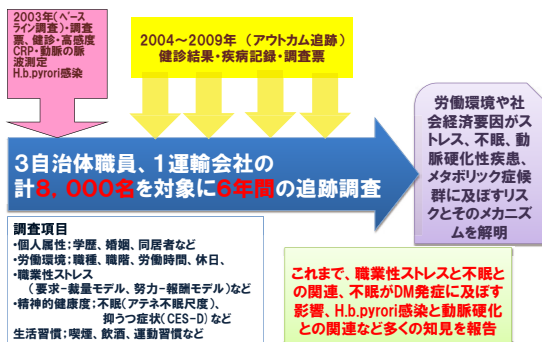 2003年(ﾍﾞｰｽ
ﾗｲﾝ調査)・調査
票、健診・高感度
CRP・動脈の脈
波測定
H.b.pyrori感染
2004～2009年 （アウトカム追跡）
健診結果・疾病記録・調査票
３自治体職員、１運輸会社の
計８，０００名を対象に６年間の追跡調査
労働環境や社
会経済要因がス
トレス、不眠、動
脈硬化性疾患、
メタボリック症候
群に及ぼすリス
クとそのメカニズ
ムを解明
調査項目
・個人属性：学歴、婚姻、同居者など
・労働環境：職種、職階、労働時間、休日、
・職業性ストレス
（要求－裁量モデル、努力－報酬モデル）など
・精神的健康度：不眠（アテネ不眠尺度）、
抑うつ症状（CES-D）など
生活習慣：喫煙、飲酒、運動習慣など
これまで、職業性ストレスと不眠と
の関連、不眠がDM発症に及ぼす
影響、H.b.pyrori感染と動脈硬化
との関連など多くの知見を報告